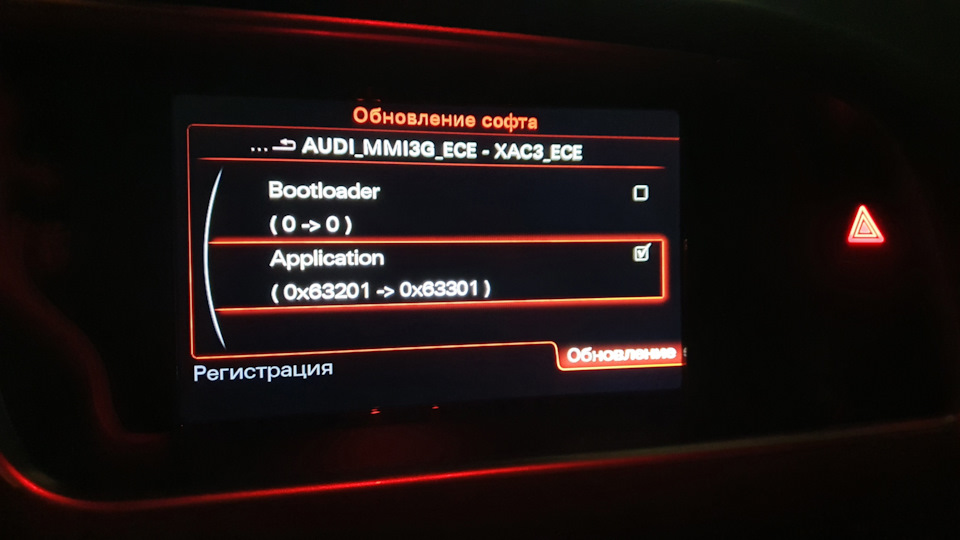 Обновление софта
... AUDI_MMI3G_ECE - XAC3_ECE
Bootloader
( 0 -> 0 )
Application
( 0x63201 -> 0x63301 )
Обновление
Регистрация